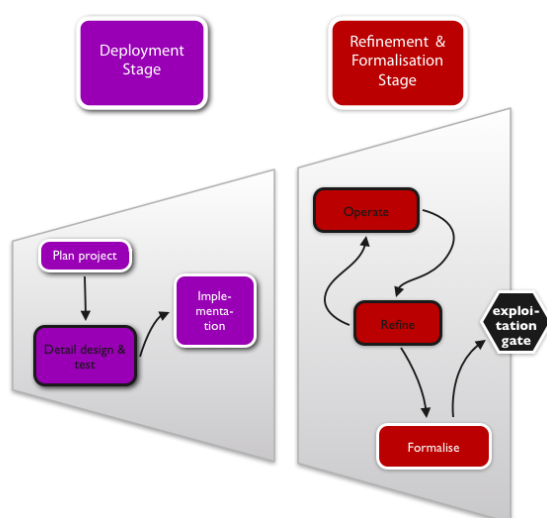 Deployment
Stage
Refinement &
Formalisation
Stage
Plan project
Detail design &
test
Imple-
menta-
tion
Operate
Refine
Formalise
exploi-
tation
gate